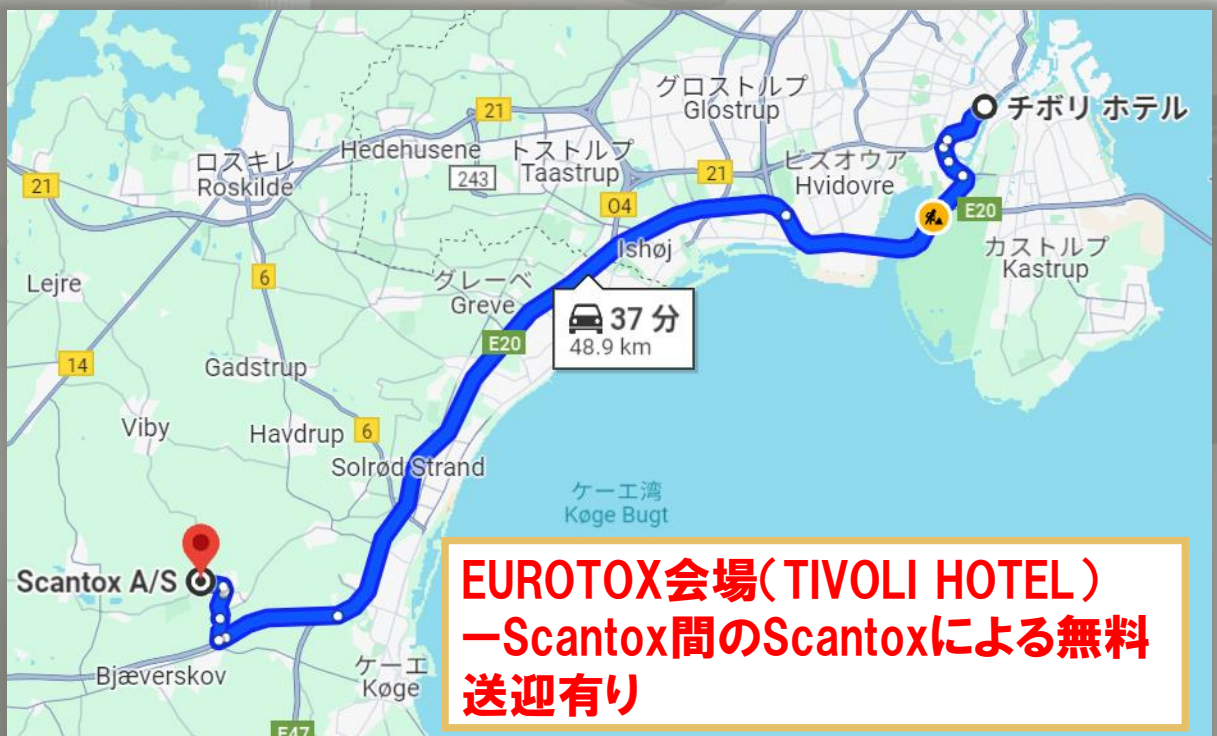 グロストルプ
Glostrup
チボリ ホテル
21
Hedehusene
トストルプ
Taastrup
ロスキレ
Roskilde
243
21
ビスオウア
Hvidovre
21
O4
E20
カストルプ
Kastrup
Ishøj
Lejre
6
グレーベ
Greve
37 分
48.9 km
E20
14
Gadstrup
Viby
Havdrup
6
Solrød Strand
ケーエ湾
Køge Bugt
Scantox A/S
EUROTOX会場(TIVOLI HOTEL)
ーScantox間のScantoxによる無料
送迎有り
Bjæverskov
ケーエ
Køge
E47